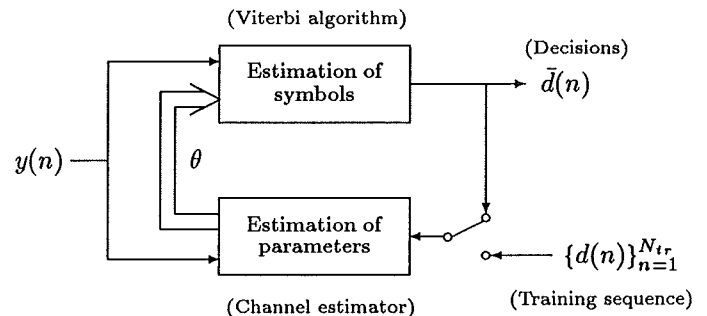 (Viterbi algorithm)
(Decisions)
Estimation of
symbols
d̄(n)
y(n)
θ
Estimation of
parameters
{d(n)}_{n=1}^{N_{tr}}
(Channel estimator)
(Training sequence)